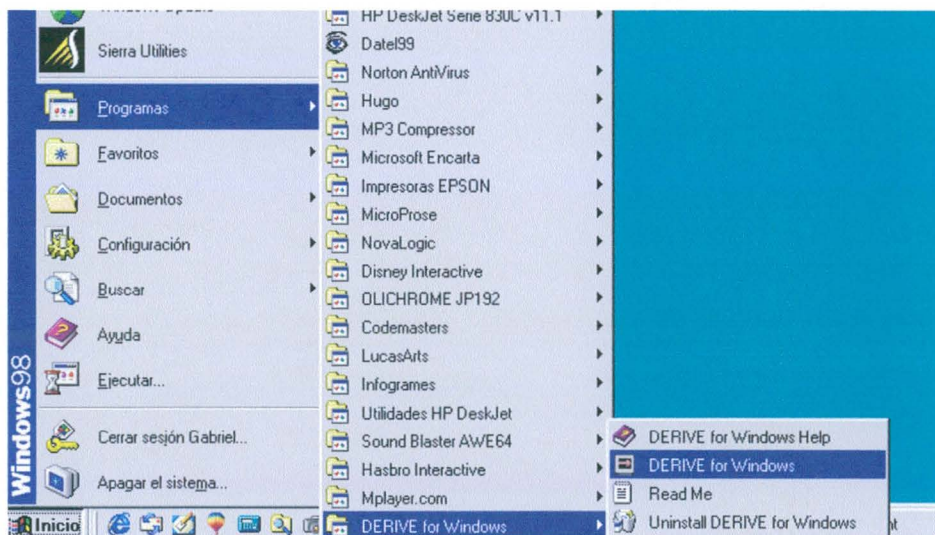 Sierra Utilities
Programas
Favoritos
Documentos
Configuración
Buscar
Ayuda
Ejecutar...
Cerrar sesión Gabriel...
Apagar el sistema...
Windows98
Inicio
HP DeskJet Serie 830C v11.1
Datel99
Norton AntiVirus
Hugo
MP3 Compressor
Microsoft Encarta
Impresoras EPSON
MicroProse
NovaLogic
Disney Interactive
OLICHROME JP192
Codemasters
LucasArts
Infogrames
Utilidades HP DeskJet
Sound Blaster AWE64
Hasbro Interactive
Mplayer.com
DERIVE for Windows
DERIVE for Windows Help
DERIVE for Windows
Read Me
Uninstall DERIVE for Windows